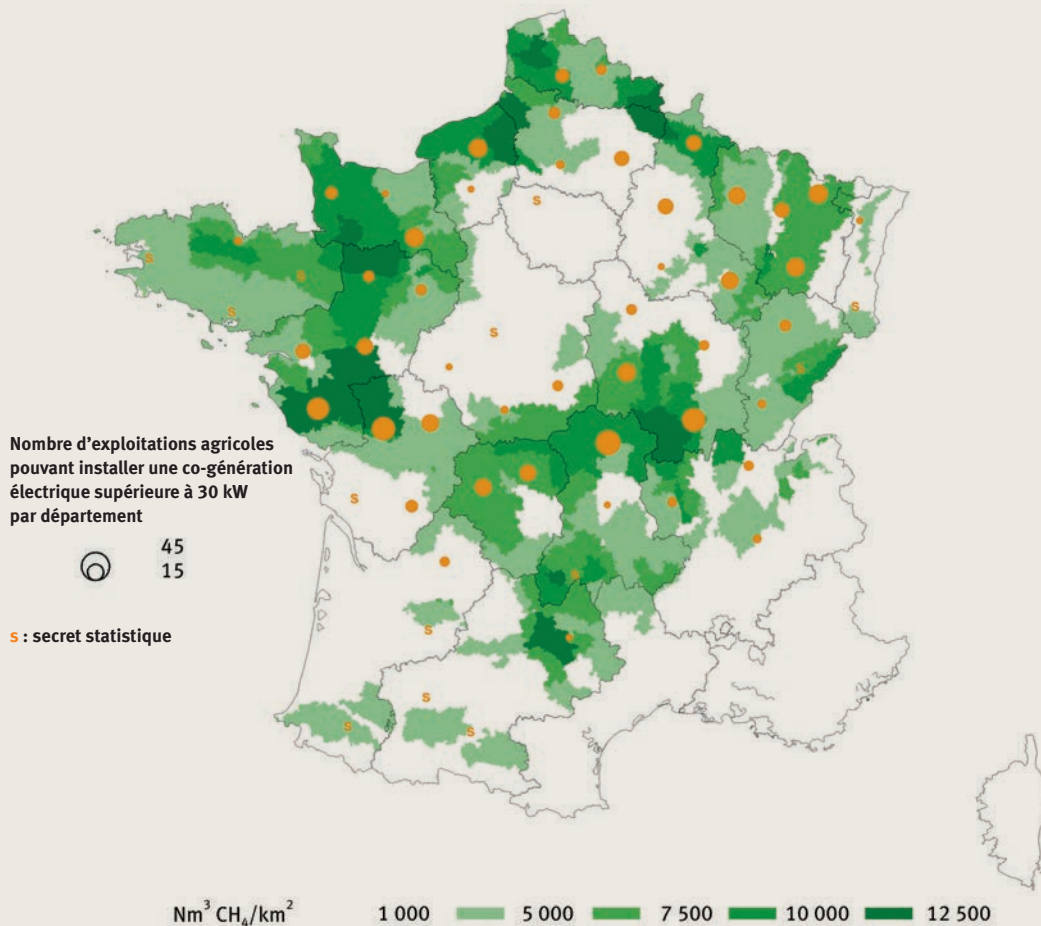 s
s
s
s
s
s
s
Nombre d'exploitations agricoles
pouvant installer une co-génération
électrique supérieure à 30 kW
par département
s
45
15
s
s : secret statistique
s
s
s
Nm³ CH₄/km² 1 000 5 000 7 500 10 000 12 500